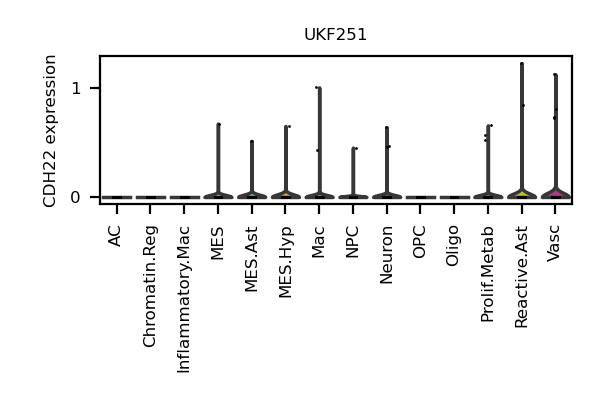 UKF251
CDH22 expression
1
0
AC
Chromatin.Reg
Inflammatory.Mac
MES
MES.Ast
MES.Hyp
Mac
NPC
Neuron
OPC
Oligo
Prolif.Metab
Reactive.Ast
Vasc